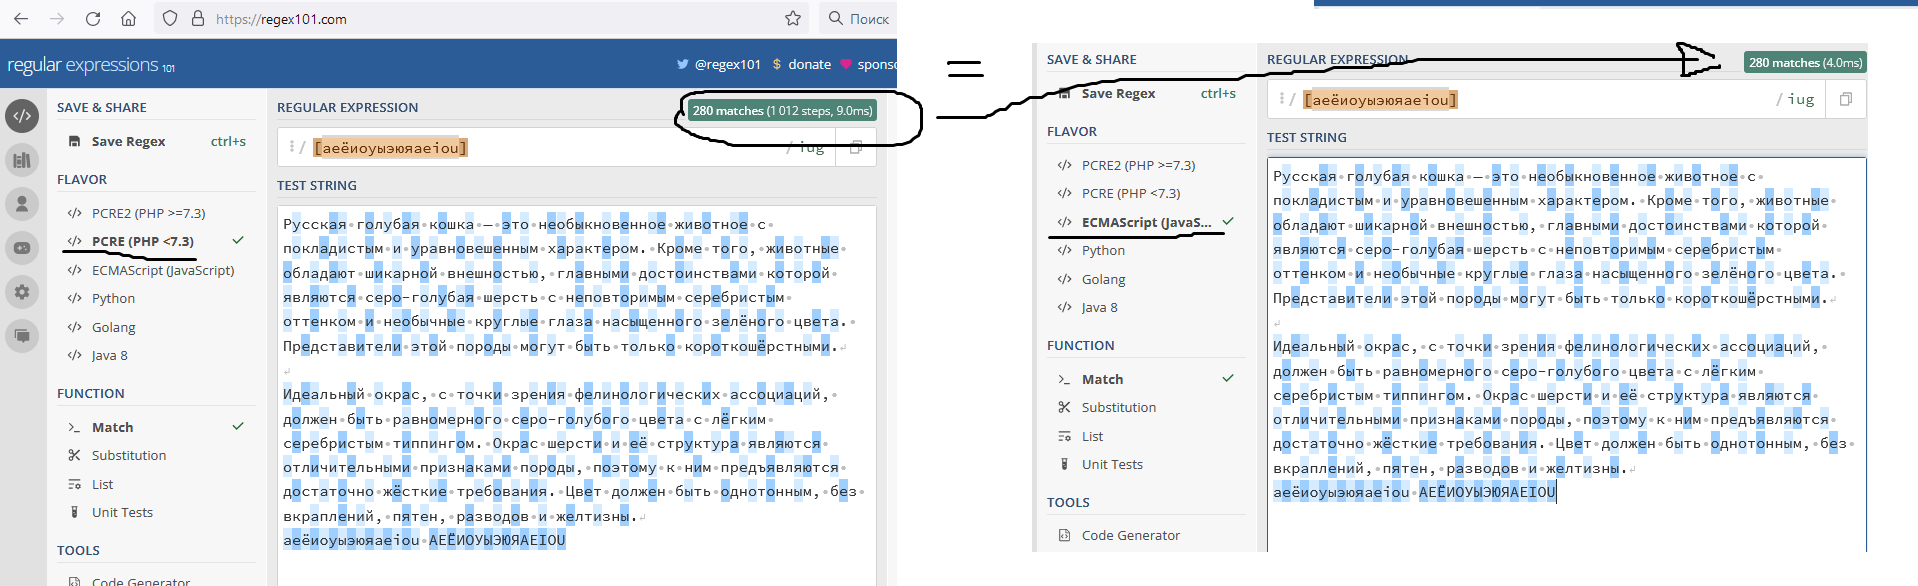 https://regex101.com
Поиск
regular expressions 101
@regex101
$ donate
sponso
SAVE & SHARE
Save Regex
ctrl+s
FLAVOR
PCRE2 (PHP >=7.3)
PCRE (PHP <7.3)
ECMAScript (JavaScript)
Python
Golang
Java 8
FUNCTION
Match
Substitution
List
Unit Tests
TOOLS
Code Generator
REGULAR EXPRESSION
280 matches (1 012 steps, 9.0ms)
/ [аеёиоуыэюяaeiou] / iug
TEST STRING
Русская голубая кошка — это необыкновенное животное с
покладистым и уравновешенным характером. Кроме того, животные
обладают шикарной внешностью, главными достоинствами которой
являются серо-голубая шерсть с неповторимым серебристым
оттенком и необычные круглые глаза насыщенного зелёного цвета.
Представители этой породы могут быть только короткошёрстными.
Идеальный окрас, с точки зрения фелинологических ассоциаций,
должен быть равномерного серо-голубого цвета с лёгким
серебристым типпингом. Окрас шерсти и её структура являются
отличительными признаками породы, поэтому к ним предъявляются
достаточно жёсткие требования. Цвет должен быть однотонным, без
вкраплений, пятен, разводов и желтизны.
аеёиоуыэюяaeiou АЕЁИОУЫЭЮЯAEIOU
=
SAVE & SHARE
Save Regex
ctrl+s
FLAVOR
PCRE2 (PHP >=7.3)
PCRE (PHP <7.3)
ECMAScript (JavaS...
Python
Golang
Java 8
FUNCTION
Match
Substitution
List
Unit Tests
TOOLS
Code Generator
REGULAR EXPRESSION
280 matches (4.0ms)
/ [аеёиоуыэюяaeiou] / iug
TEST STRING
Русская голубая кошка — это необыкновенное животное с
покладистым и уравновешенным характером. Кроме того, животные
обладают шикарной внешностью, главными достоинствами которой
являются серо-голубая шерсть с неповторимым серебристым
оттенком и необычные круглые глаза насыщенного зелёного цвета.
Представители этой породы могут быть только короткошёрстными.
Идеальный окрас, с точки зрения фелинологических ассоциаций,
должен быть равномерного серо-голубого цвета с лёгким
серебристым типпингом. Окрас шерсти и её структура являются
отличительными признаками породы, поэтому к ним предъявляются
достаточно жёсткие требования. Цвет должен быть однотонным, без
вкраплений, пятен, разводов и желтизны.
аеёиоуыэюяaeiou АЕЁИОУЫЭЮЯAEIOU